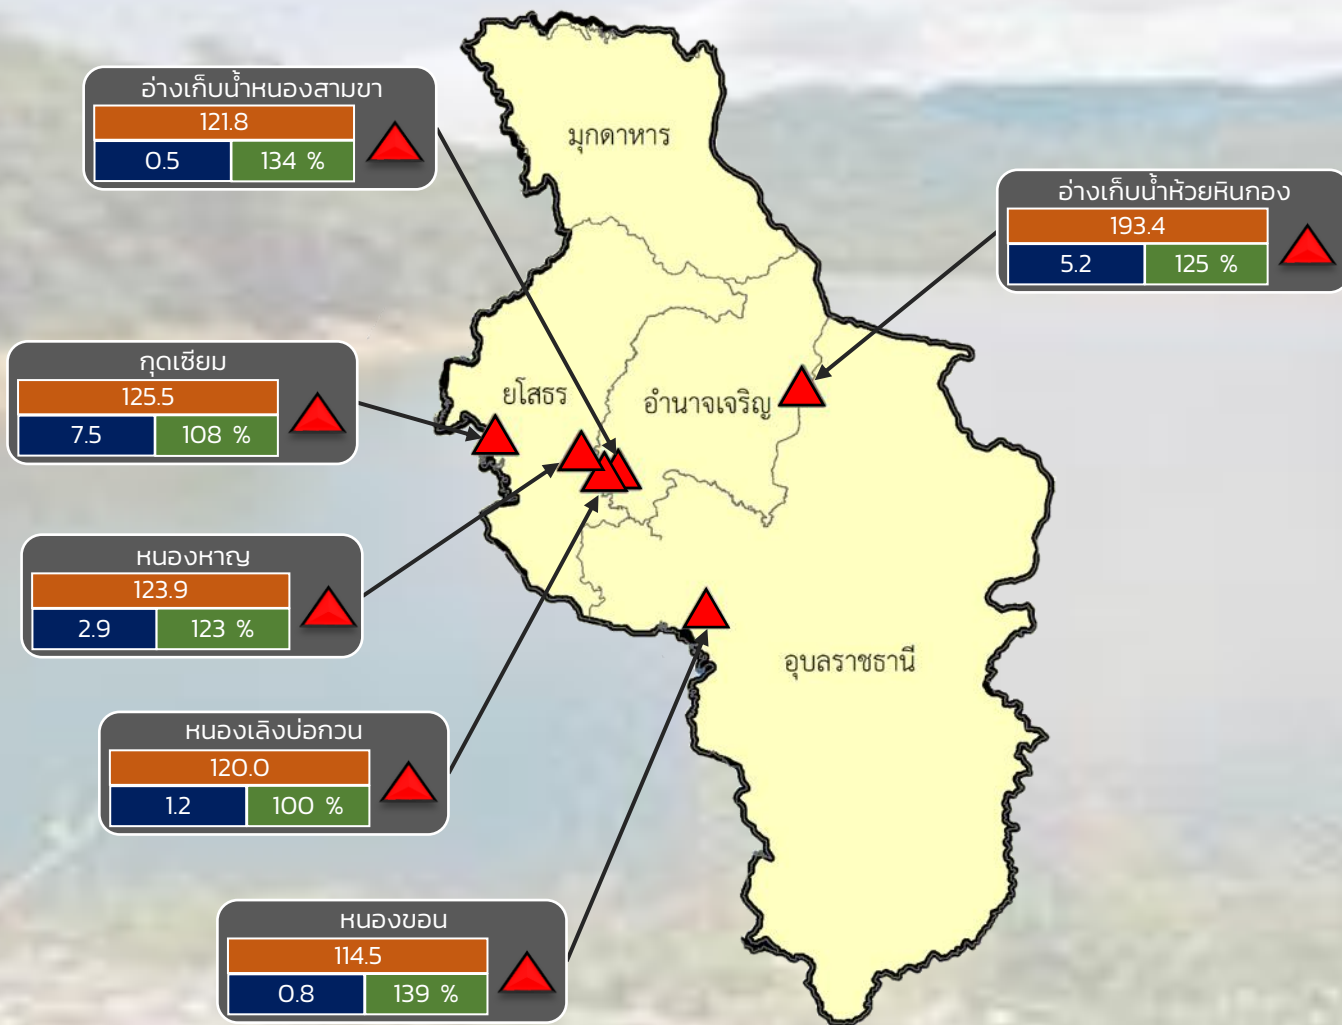 อ่างเก็บน้ำหนองสามขา
121.8
0.5 134 %
มุกดาหาร
อ่างเก็บน้ำห้วยหินกอง
193.4
5.2 125 %
กุดเซียม
125.5
7.5 108 %
ยโสธร
อำนาจเจริญ
หนองหาญ
123.9
2.9 123 %
อุบลราชธานี
หนองเลิงบ่อกวน
120.0
1.2 100 %
หนองขอน
114.5
0.8 139 %